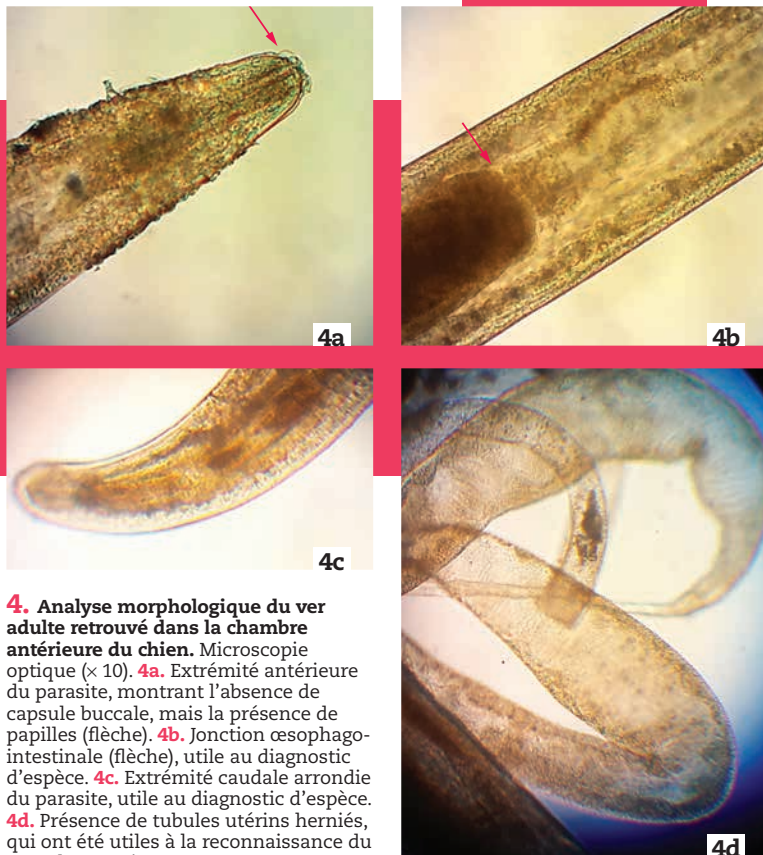 4a
4b
4c
4. Analyse morphologique du ver
adulte retrouvé dans la chambre
antérieure du chien. Microscopie
optique (× 10). 4a. Extrémité antérieure
du parasite, montrant l’absence de
capsule buccale, mais la présence de
papilles (flèche). 4b. Jonction œsophago-
intestinale (flèche), utile au diagnostic
d’espèce. 4c. Extrémité caudale arrondie
du parasite, utile au diagnostic d’espèce.
4d. Présence de tubules utérins herniés,
qui ont été utiles à la reconnaissance du
4d